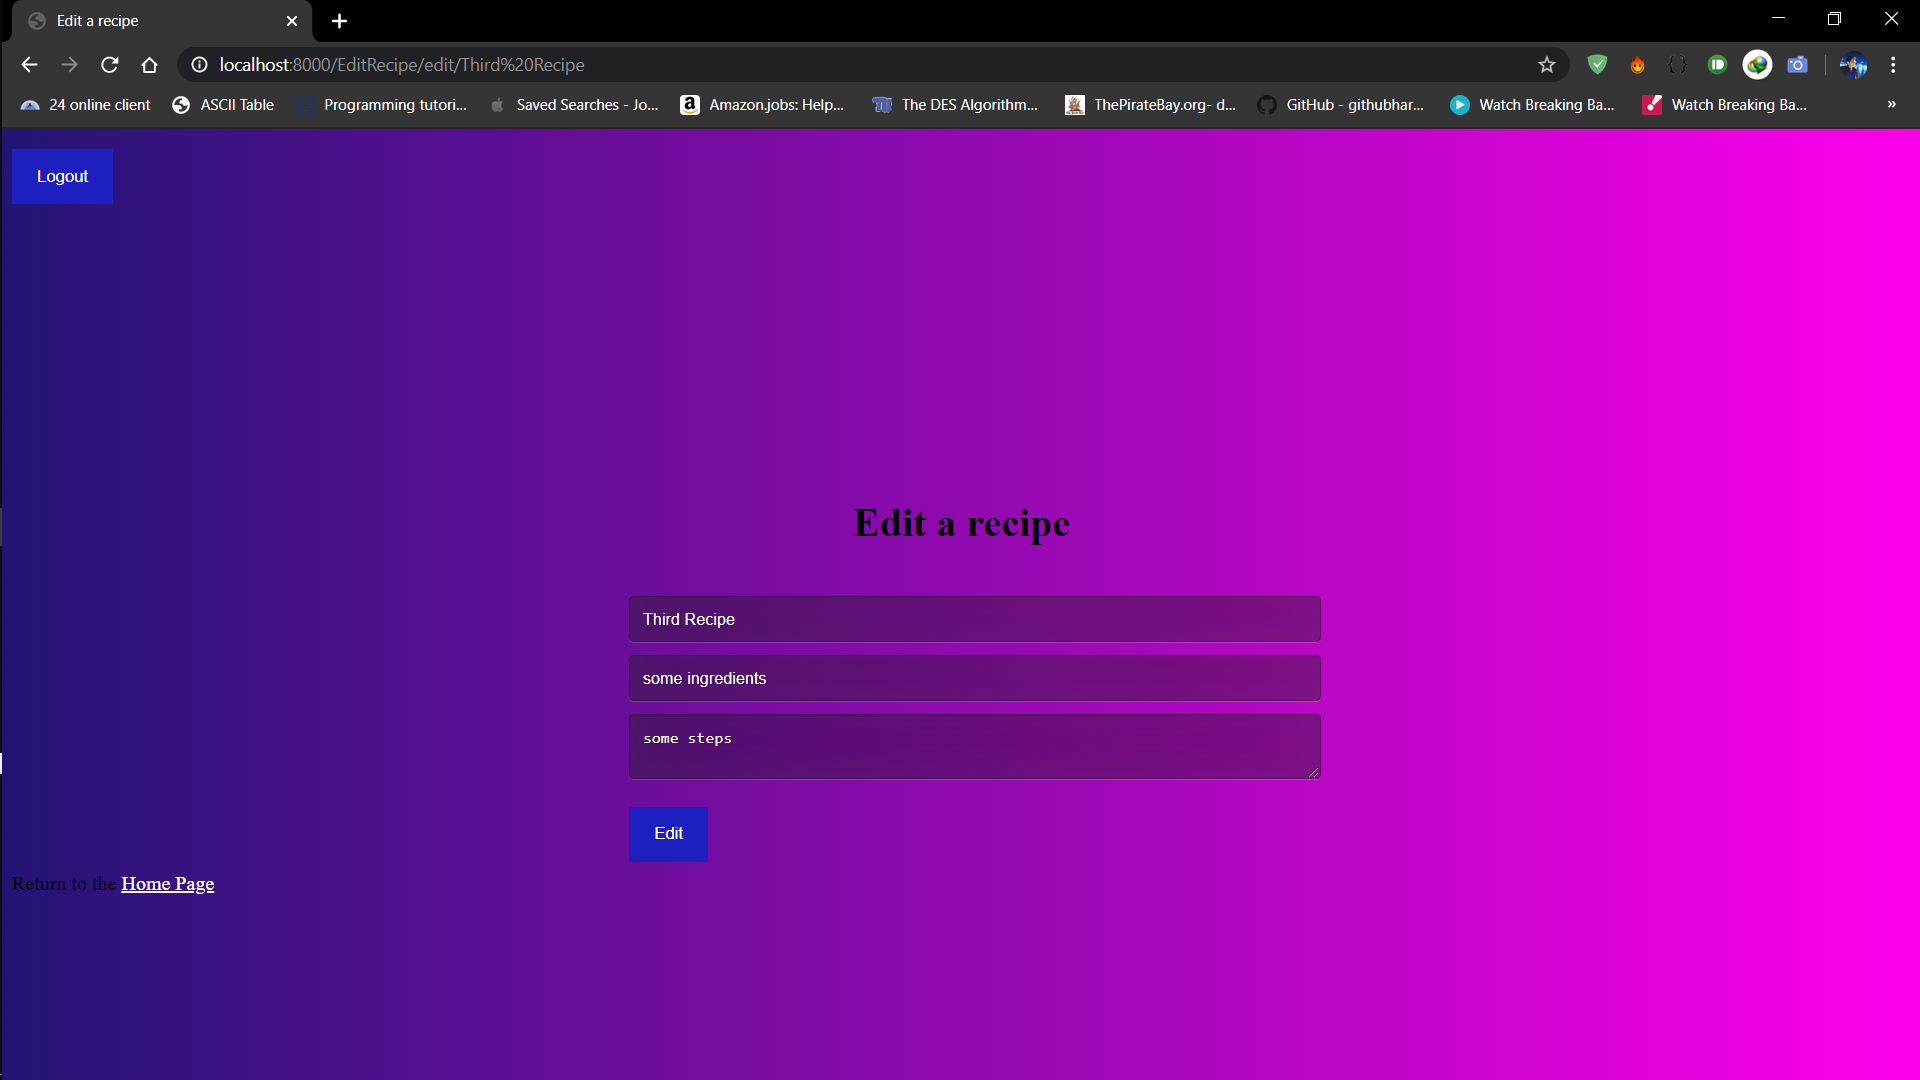 Edit a recipe
localhost:8000/EditRecipe/edit/Third%20Recipe
24 online client ASCII Table Programming tutori... Saved Searches - Jo... Amazon.jobs: Help... The DES Algorithm... ThePirateBay.org- d... GitHub - githubhar... Watch Breaking Ba... Watch Breaking Ba... »
Logout
Edit a recipe
Third Recipe
some ingredients
some steps
Edit
Return to the Home Page